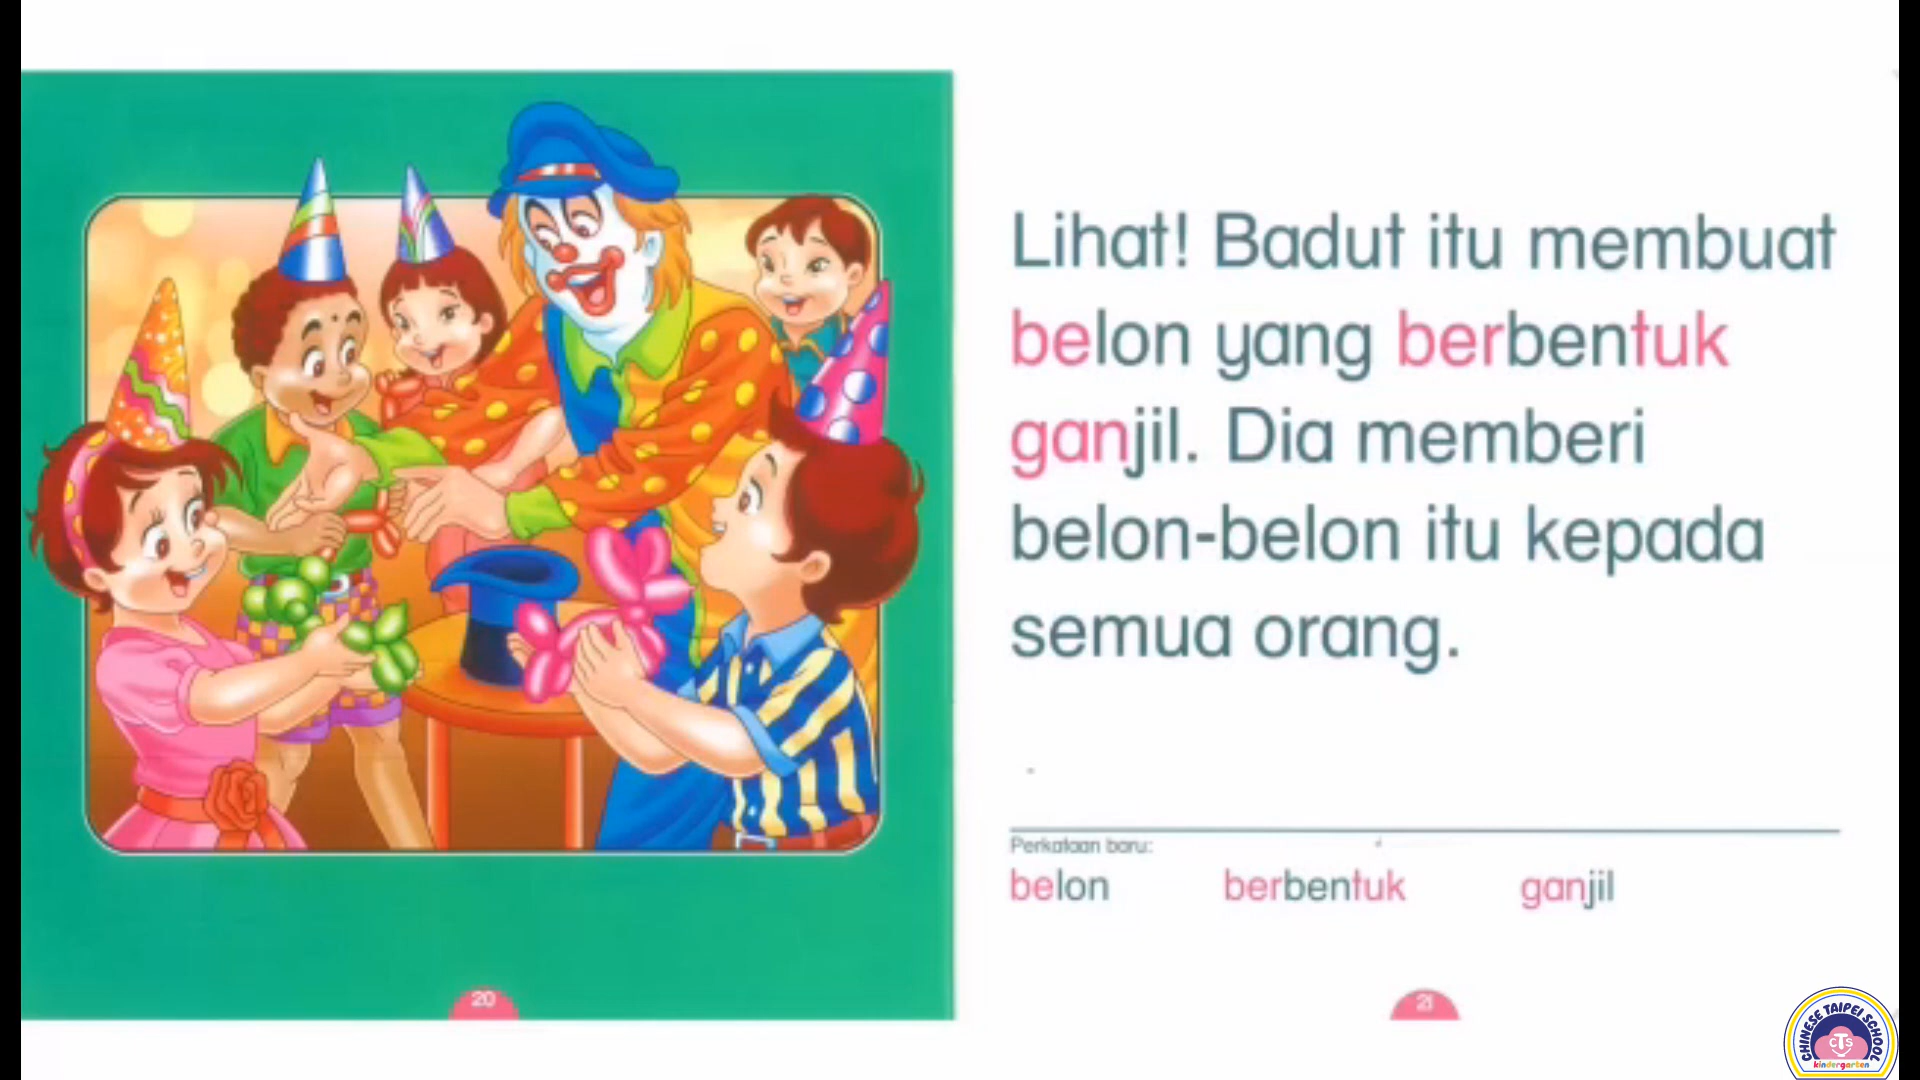 Lihat! Badut itu membuat
belon yang berbentuk
ganjil. Dia memberi
belon-belon itu kepada
semua orang.
Perkataan baru:
belon berbentuk ganjil
20
21
CHINESE TAIPEI SCHOOL
CTS
kindergarten